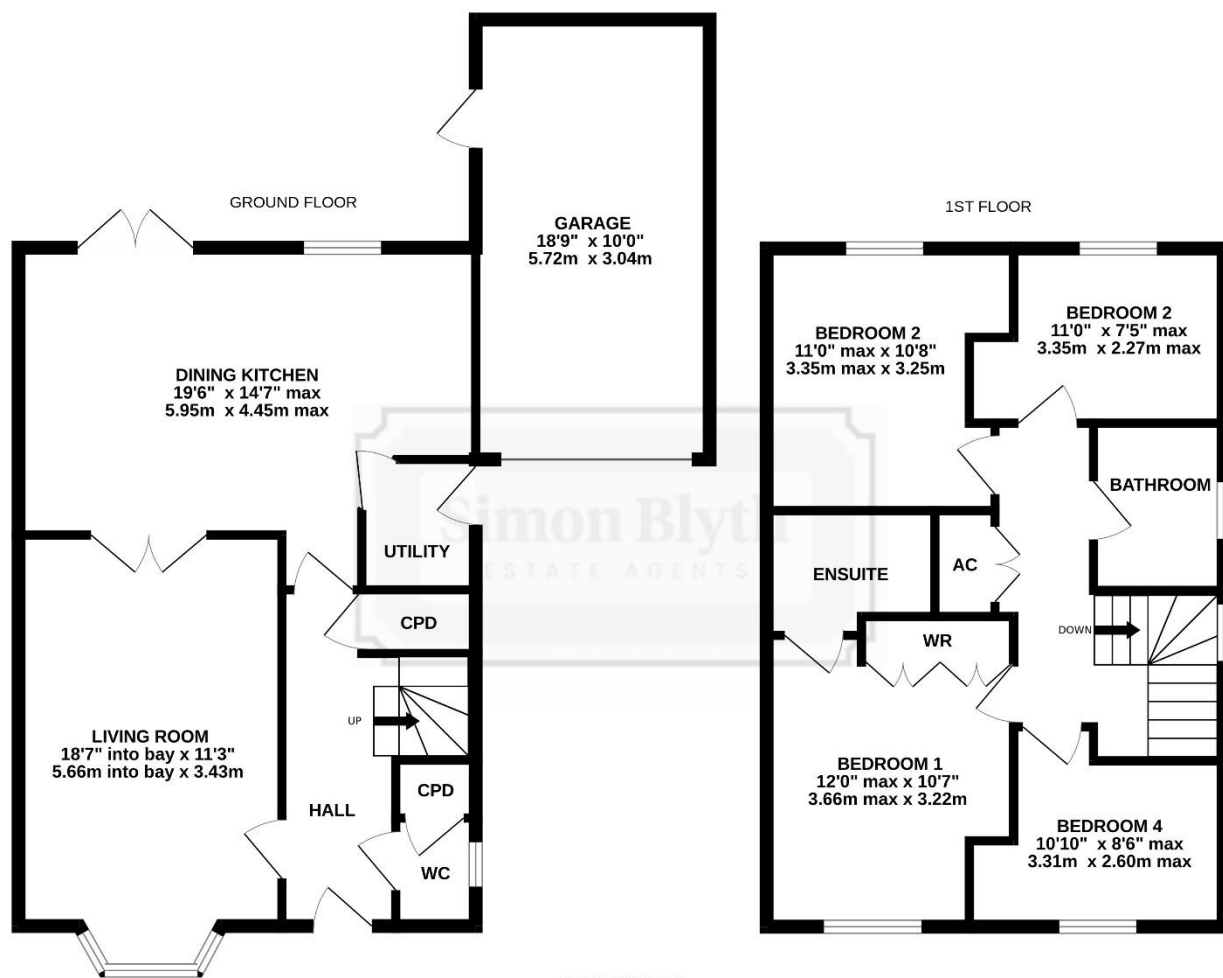 GROUND FLOOR
GARAGE
18'9" x 10'0"
5.72m x 3.04m
DINING KITCHEN
19'6" x 14'7" max
5.95m x 4.45m max
UTILITY
CPD
UP
LIVING ROOM
18'7" into bay x 11'3"
5.66m into bay x 3.43m
HALL
CPD
WC
1ST FLOOR
BEDROOM 2
11'0" max x 10'8"
3.35m max x 3.25m
BEDROOM 2
11'0" x 7'5" max
3.35m x 2.27m max
BATHROOM
ENSUITE
AC
WR
DOWN
BEDROOM 1
12'0" max x 10'7"
3.66m max x 3.22m
BEDROOM 4
10'10" x 8'6" max
3.31m x 2.60m max
Simon Blyth
ESTATE AGENTS